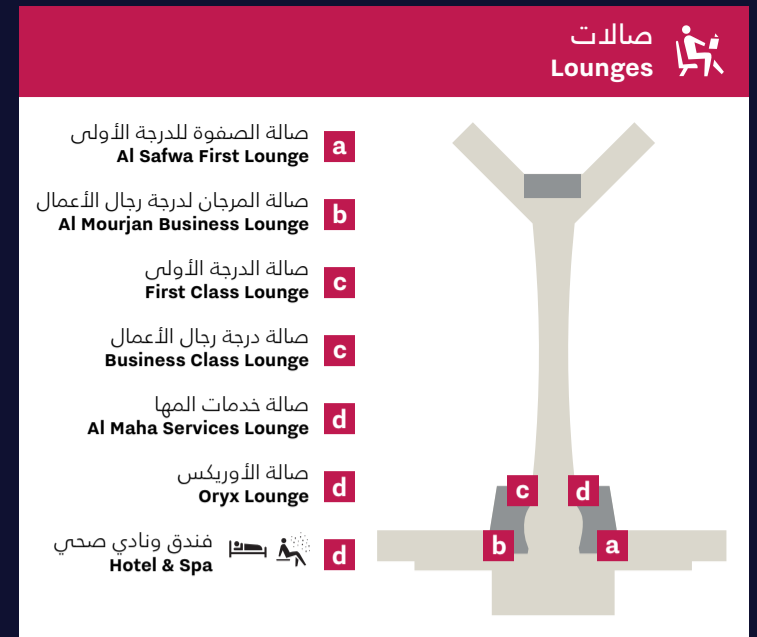 صالات
Lounges
صالة الصفوة للدرجة الأولى
Al Safwa First Lounge
a
صالة المرجان لدرجة رجال الأعمال
Al Mourjan Business Lounge
b
صالة الدرجة الأولى
First Class Lounge
c
صالة درجة رجال الأعمال
Business Class Lounge
c
صالة خدمات المها
Al Maha Services Lounge
d
صالة الأوريكس
Oryx Lounge
d
فندق ونادي صحي
Hotel & Spa
d
c
d
b
a